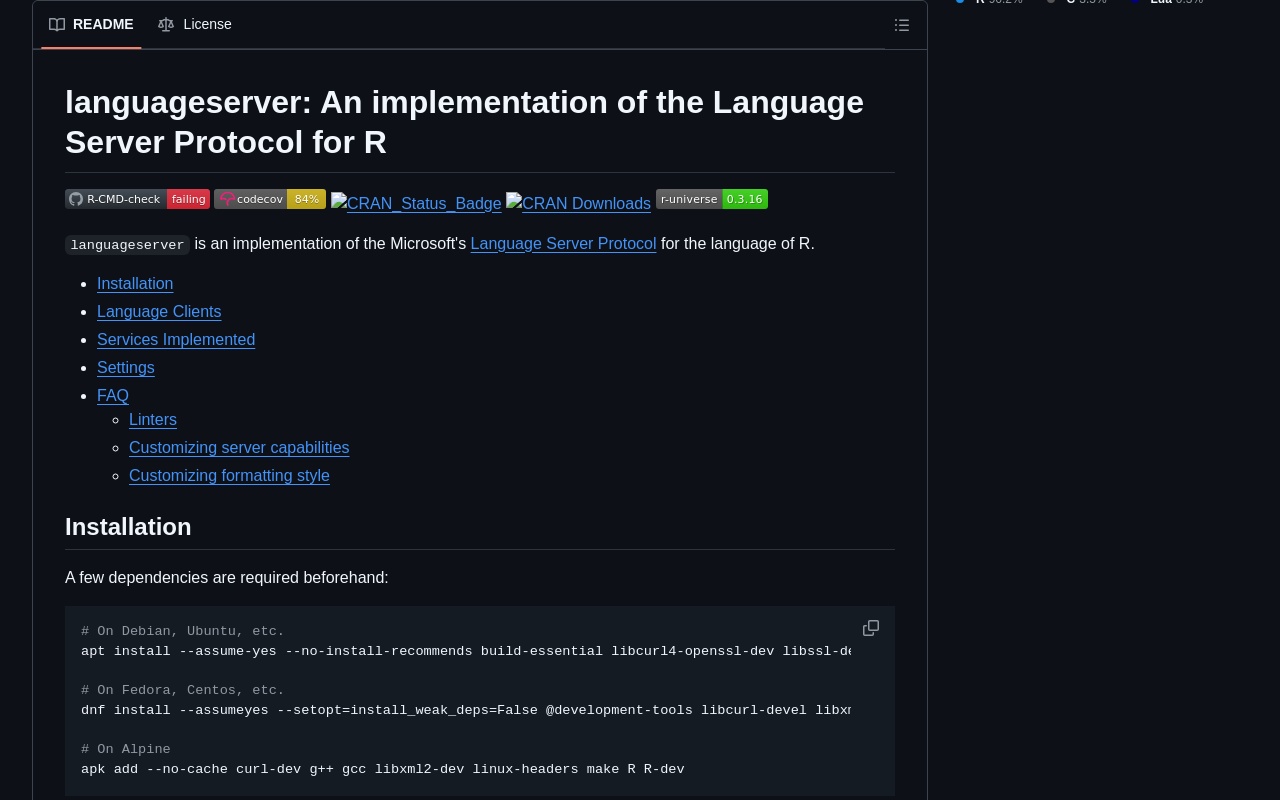 README License
languageserver: An implementation of the Language
Server Protocol for R
R-CMD-check failing codecov 84% CRAN_Status_Badge CRAN Downloads r-universe 0.3.16
languageserver is an implementation of the Microsoft's Language Server Protocol for the language of R.
Installation
Language Clients
Services Implemented
Settings
FAQ
Linters
Customizing server capabilities
Customizing formatting style
Installation
A few dependencies are required beforehand:
# On Debian, Ubuntu, etc.
apt install --assume-yes --no-install-recommends build-essential libcurl4-openssl-dev libssl-de
# On Fedora, Centos, etc.
dnf install --assumeyes --setopt=install_weak_deps=False @development-tools libcurl-devel libxm
# On Alpine
apk add --no-cache curl-dev g++ gcc libxml2-dev linux-headers make R R-dev